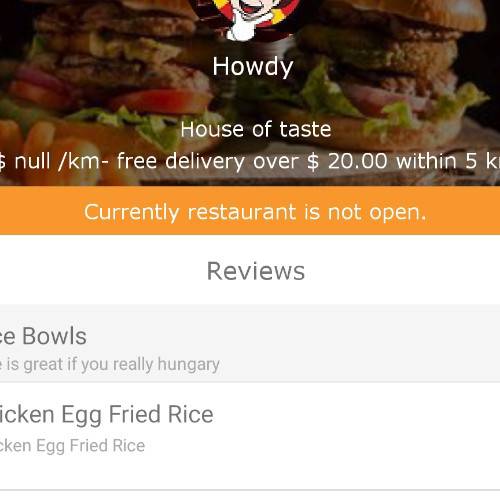 Howdy
House of taste
$ null /km- free delivery over $ 20.00 within 5 k
Currently restaurant is not open.
Reviews
ce Bowls
e is great if you really hungary
icken Egg Fried Rice
cken Egg Fried Rice